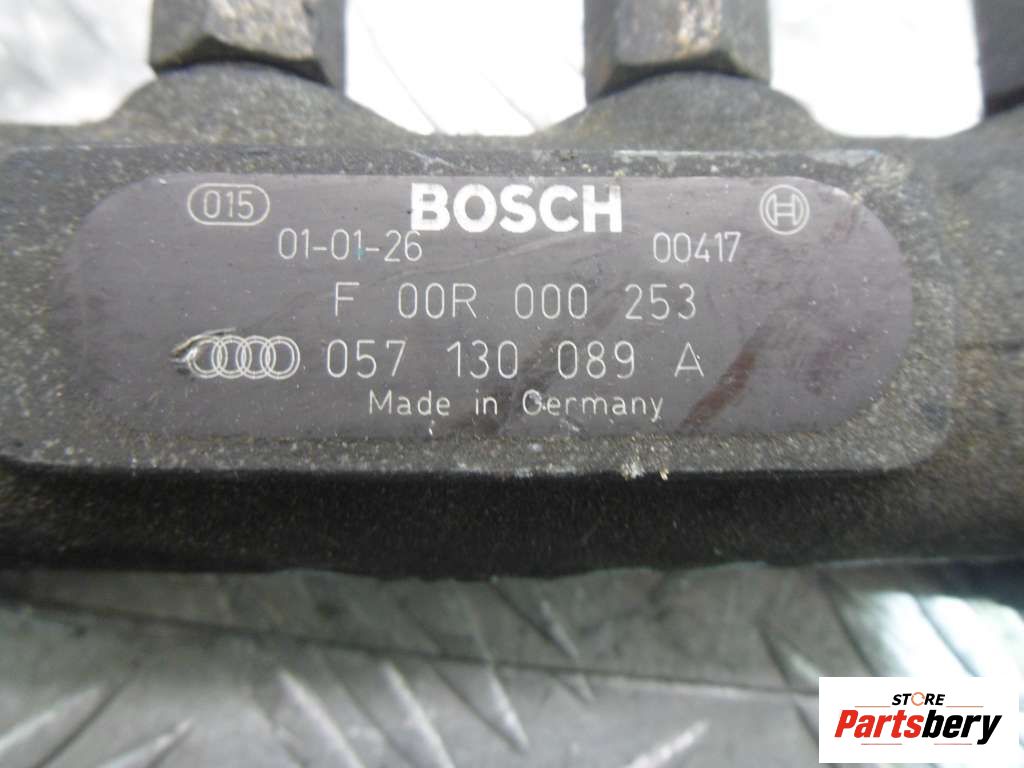 015 BOSCH H
01-01-26 00417
F 00R 000 253
057 130 089 A
Made in Germany
STORE
Partsbery